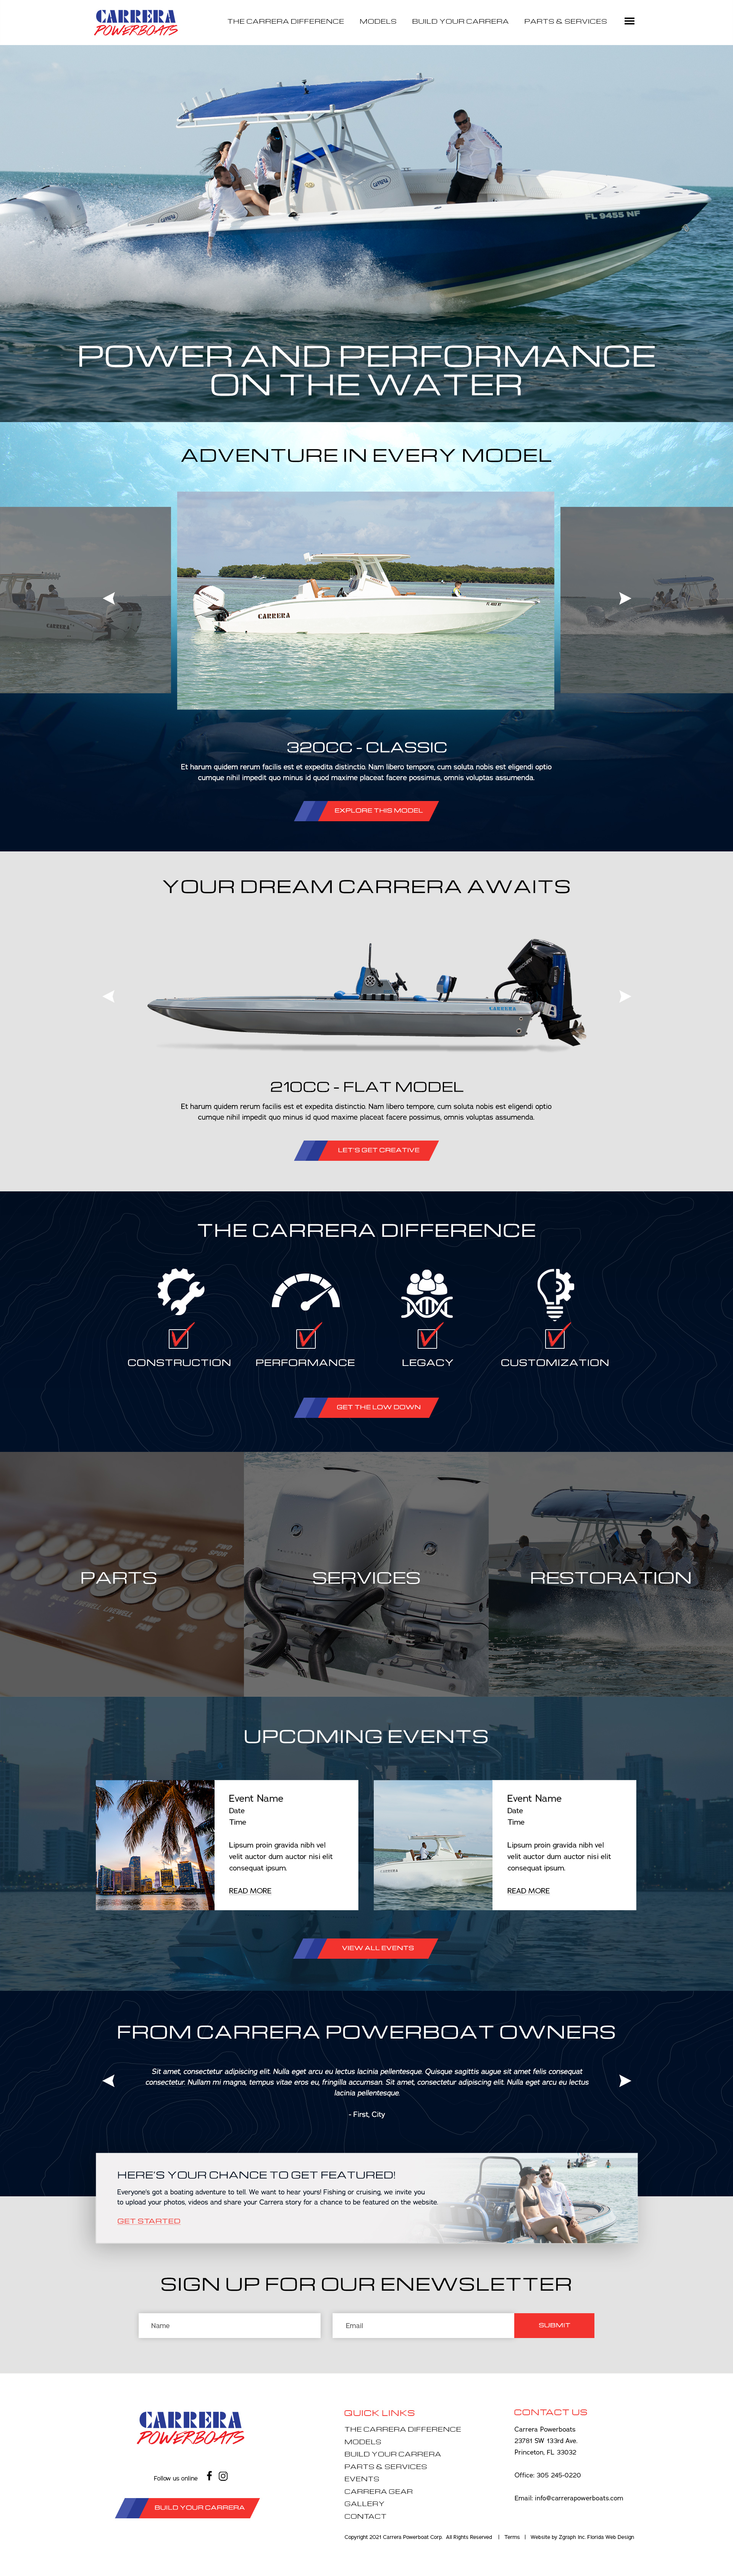 CARRERA
POWERBOATS
THE CARRERA DIFFERENCE
MODELS
BUILD YOUR CARRERA
PARTS & SERVICES
FL 9455 NF
POWER AND PERFORMANCE
ON THE WATER
ADVENTURE IN EVERY MODEL
CARRERA
CARRERA
320CC - CLASSIC
Et harum quidem rerum facilis est et expedita distinctio. Nam libero tempore, cum soluta nobis est eligendi optio
cumque nihil impedit quo minus id quod maxime placeat facere possimus, omnis voluptas assumenda.
EXPLORE THIS MODEL
YOUR DREAM CARRERA AWAITS
MERCURY
CARRERA
210CC - FLAT MODEL
Et harum quidem rerum facilis est et expedita distinctio. Nam libero tempore, cum soluta nobis est eligendi optio
cumque nihil impedit quo minus id quod maxime placeat facere possimus, omnis voluptas assumenda.
LET'S GET CREATIVE
THE CARRERA DIFFERENCE
CONSTRUCTION
PERFORMANCE
LEGACY
CUSTOMIZATION
GET THE LOW DOWN
PARTS
SERVICES
RESTORATION
UPCOMING EVENTS
Event Name
Date
Time
Lipsum proin gravida nibh vel
velit auctor dum auctor nisi elit
consequat ipsum.
READ MORE
CARRERA
Event Name
Date
Time
Lipsum proin gravida nibh vel
velit auctor dum auctor nisi elit
consequat ipsum.
READ MORE
VIEW ALL EVENTS
FROM CARRERA POWERBOAT OWNERS
Sit amet, consectetur adipiscing elit. Nulla eget arcu eu lectus lacinia pellentesque. Quisque sagittis augue sit amet felis consequat
consectetur. Nullam mi magna, tempus vitae eros eu, fringilla accumsan. Sit amet, consectetur adipiscing elit. Nulla eget arcu eu lectus
lacinia pellentesque.
- First, City
HERE'S YOUR CHANCE TO GET FEATURED!
Everyone's got a boating adventure to tell. We want to hear yours! Fishing or cruising, we invite you
to upload your photos, videos and share your Carrera story for a chance to be featured on the website.
GET STARTED
SIGN UP FOR OUR ENEWSLETTER
Name
Email
SUBMIT
CARRERA
POWERBOATS
Follow us online
BUILD YOUR CARRERA
QUICK LINKS
THE CARRERA DIFFERENCE
MODELS
BUILD YOUR CARRERA
PARTS & SERVICES
EVENTS
CARRERA GEAR
GALLERY
CONTACT
CONTACT US
Carrera Powerboats
23781 SW 133rd Ave.
Princeton, FL 33032
Office: 305 245-0220
Email: info@carrerapowerboats.com
Copyright 2021 Carrera Powerboat Corp. All Rights Reserved | Terms | Website by Zgraph Inc. Florida Web Design